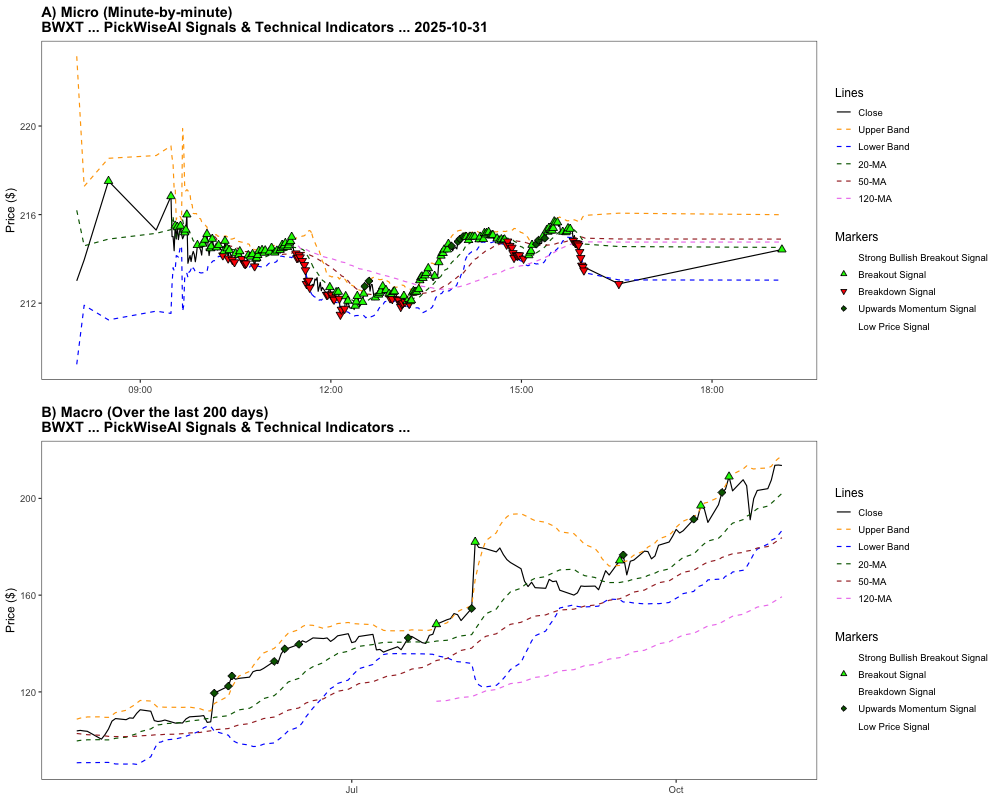 A) Micro (Minute-by-minute)
BWXT ... PickWiseAI Signals & Technical Indicators ... 2025-10-31
Price ($)
220
216
212
09:00
12:00
15:00
18:00
Lines
Close
Upper Band
Lower Band
20-MA
50-MA
120-MA
Markers
Strong Bullish Breakout Signal
Breakout Signal
Breakdown Signal
Upwards Momentum Signal
Low Price Signal
B) Macro (Over the last 200 days)
BWXT ... PickWiseAI Signals & Technical Indicators ...
Price ($)
200
160
120
Jul
Oct
Lines
Close
Upper Band
Lower Band
20-MA
50-MA
120-MA
Markers
Strong Bullish Breakout Signal
Breakout Signal
Breakdown Signal
Upwards Momentum Signal
Low Price Signal